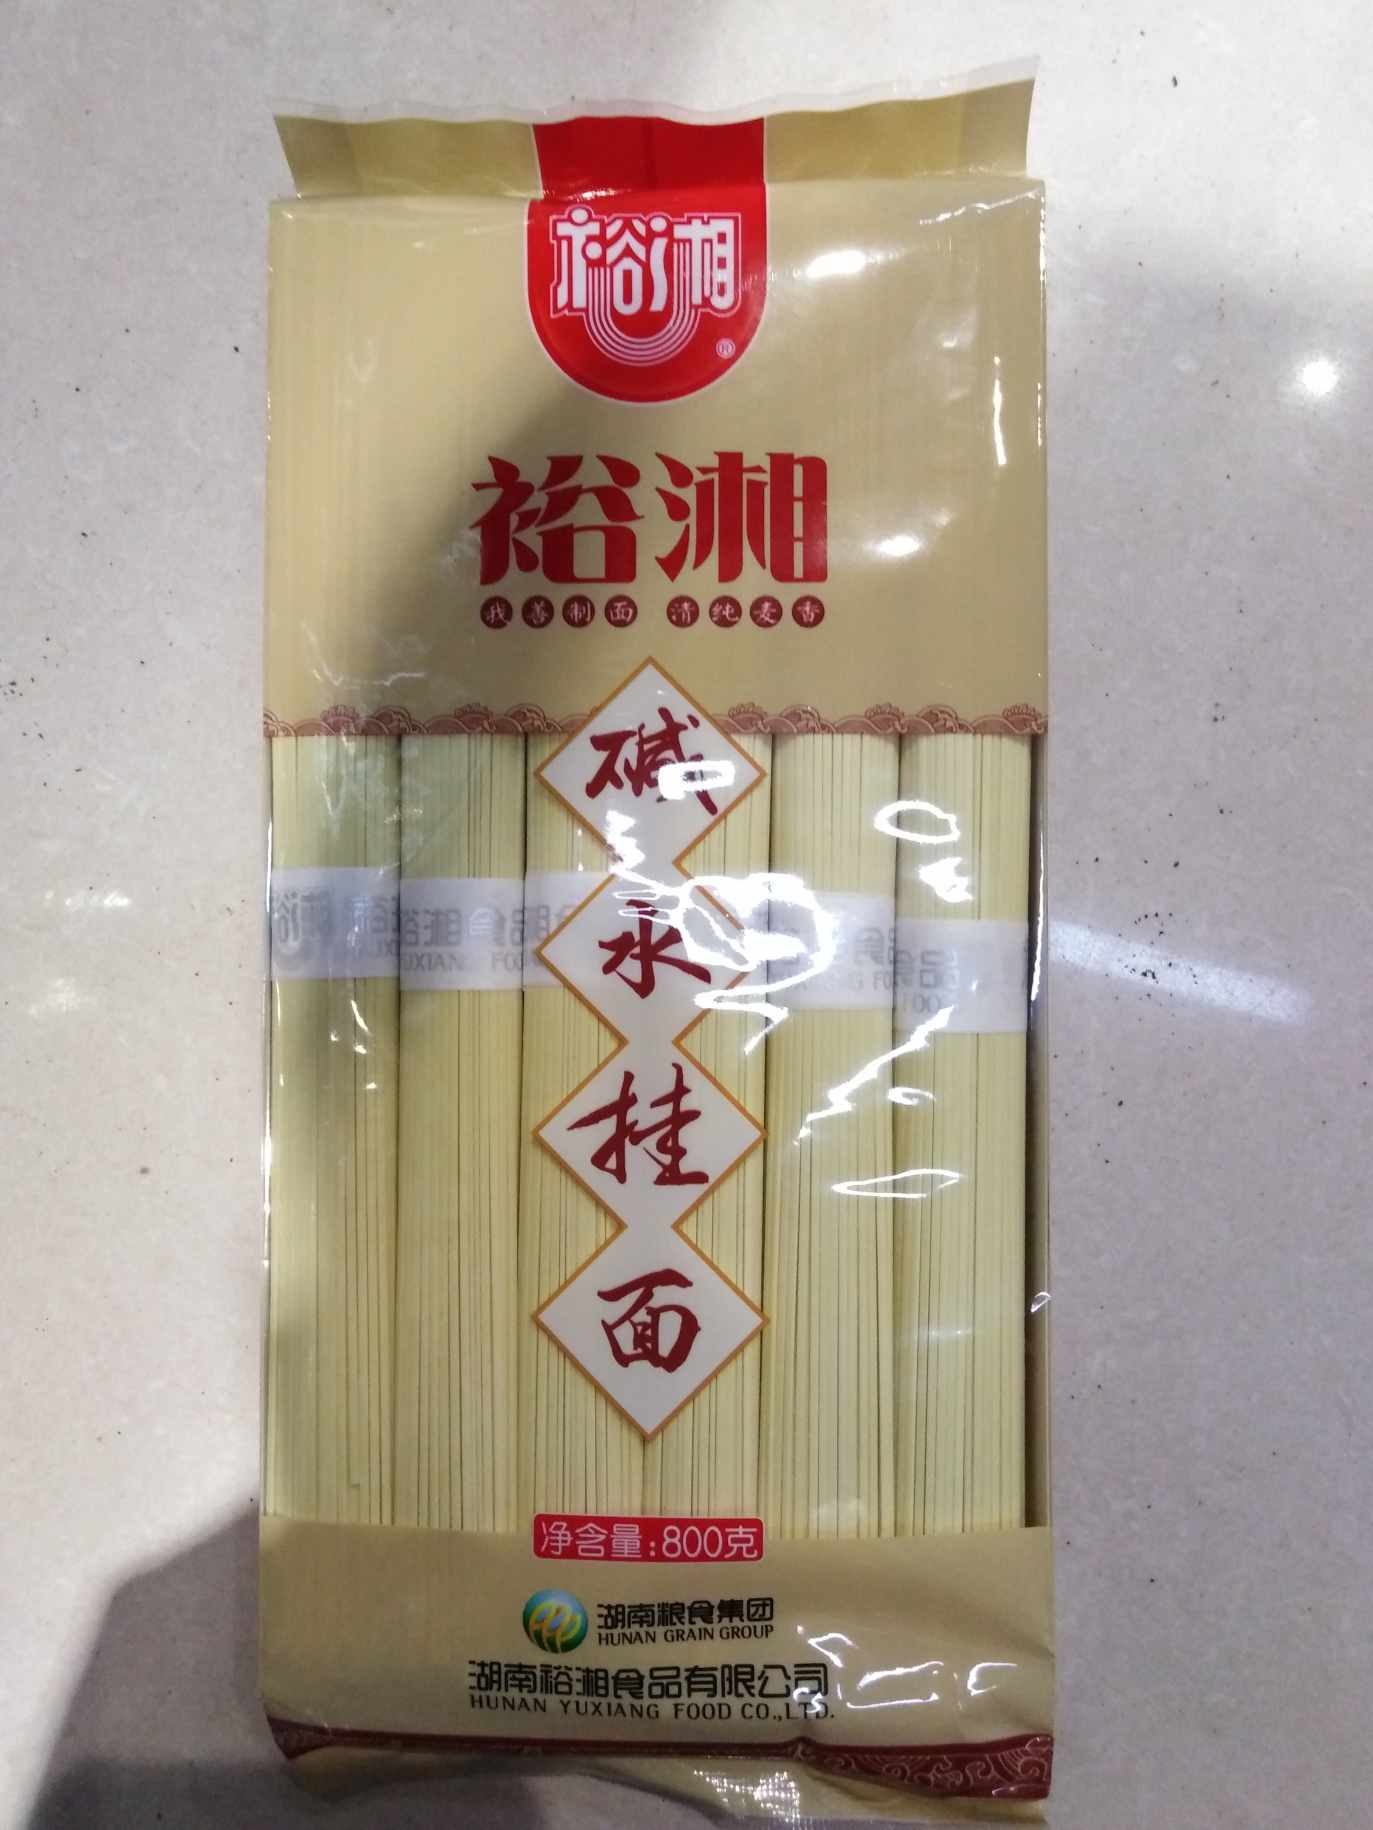 裕湘
®
裕湘
我善制面 清纯麦香
碱
水
挂
面
净含量:800克
湖南粮食集团
HUNAN GRAIN GROUP
湖南裕湘食品有限公司
HUNAN YUXIANG FOOD CO.,LTD.